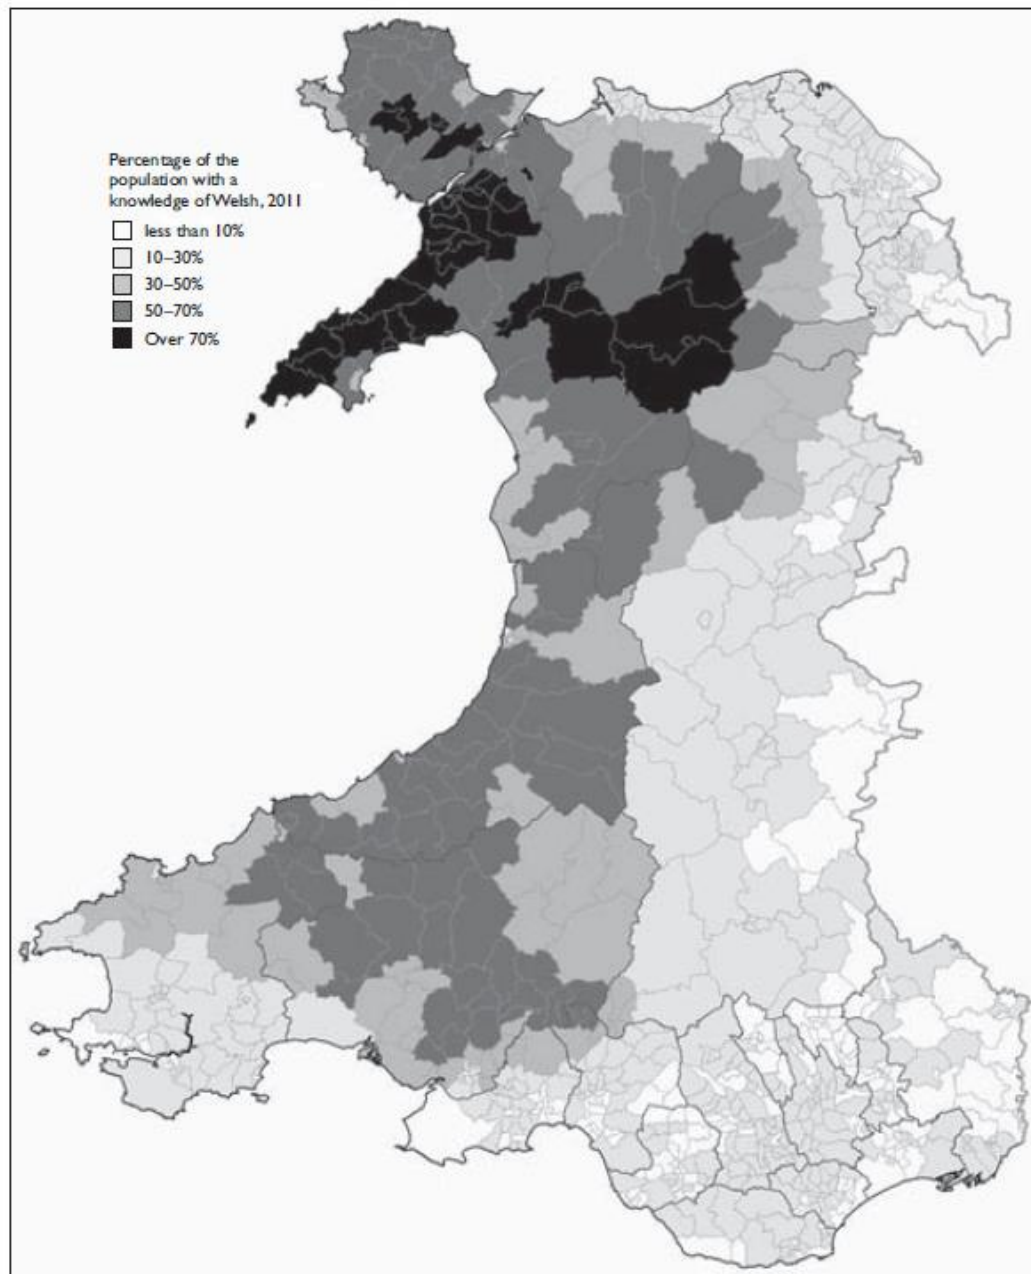 Percentage of the
population with a
knowledge of Welsh, 2011
less than 10%
10–30%
30–50%
50–70%
Over 70%